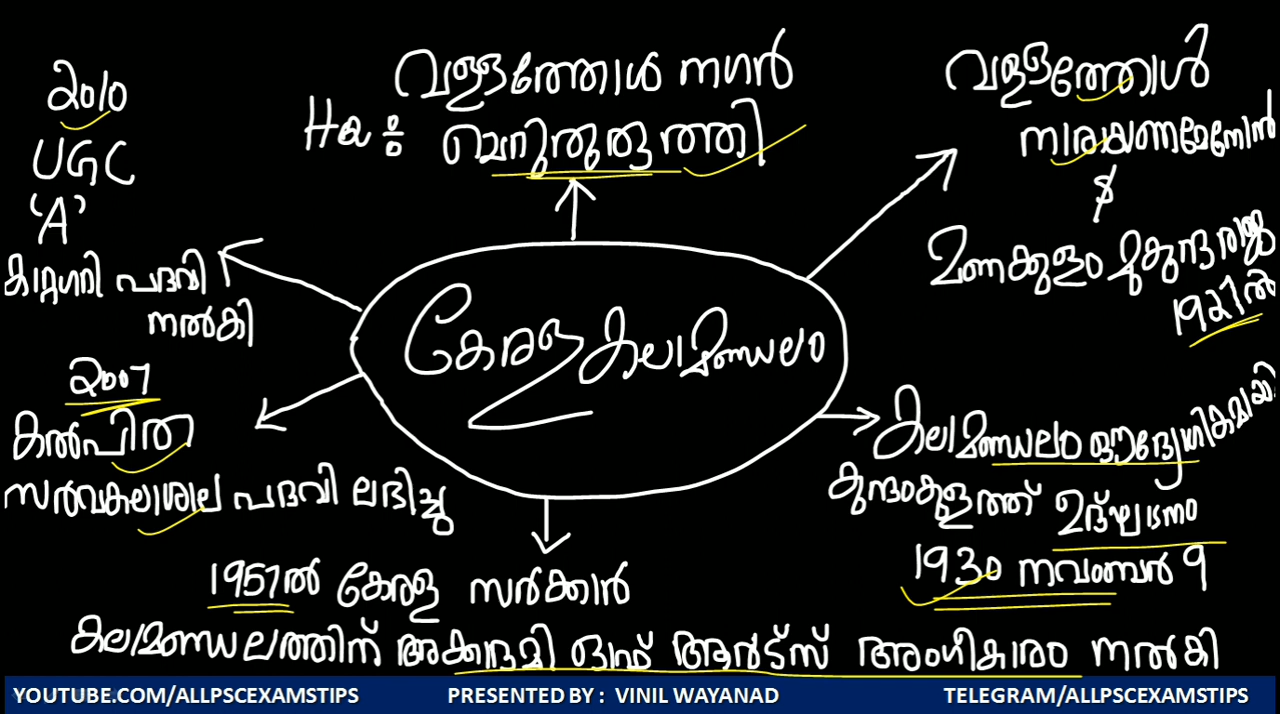 2010
UGC
'A'
കാറ്റഗറി പദവി
നൽകി
വള്ളത്തോൾ നഗർ
HQ :
ചെറുതുരുത്തി
വള്ളത്തോൾ
നാരായണമേനോൻ
&
മണക്കുളം മുകുന്ദരാജ
1927ൽ
കേരള കലാമണ്ഡലം
2007
കൽപിത
സർവകലാശാല പദവി ലഭിച്ചു
കലാമണ്ഡലം ഔദ്യോഗികമായി
കുന്ദംകുളത്ത് ഉദ്ഘാടനം
1930 നവംബർ 9
1957ൽ കേരള സർക്കാർ
കലാമണ്ഡലത്തിന് അക്കാദമി ഓഫ് ആർട്സ് അംഗീകാരം നൽകി
YOUTUBE.COM/ALLPSCEXAMSTIPS PRESENTED BY : VINIL WAYANAD TELEGRAM/ALLPSCEXAMSTIPS